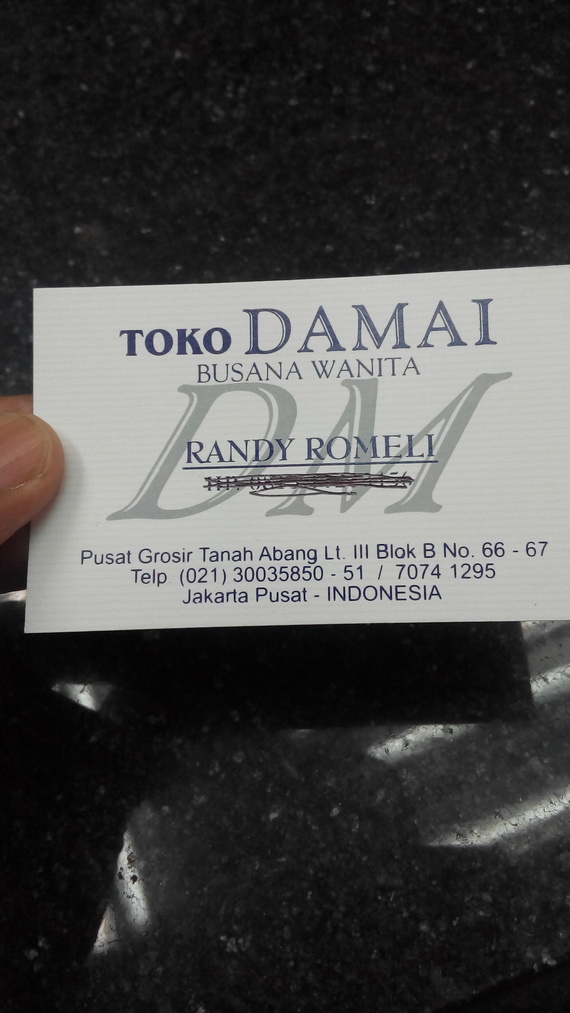 TOKO DAMAI
BUSANA WANITA
DM
RANDY ROMELI
Pusat Grosir Tanah Abang Lt. III Blok B No. 66 - 67
Telp. (021) 30035850 - 51 / 7074 1295
Jakarta Pusat - INDONESIA